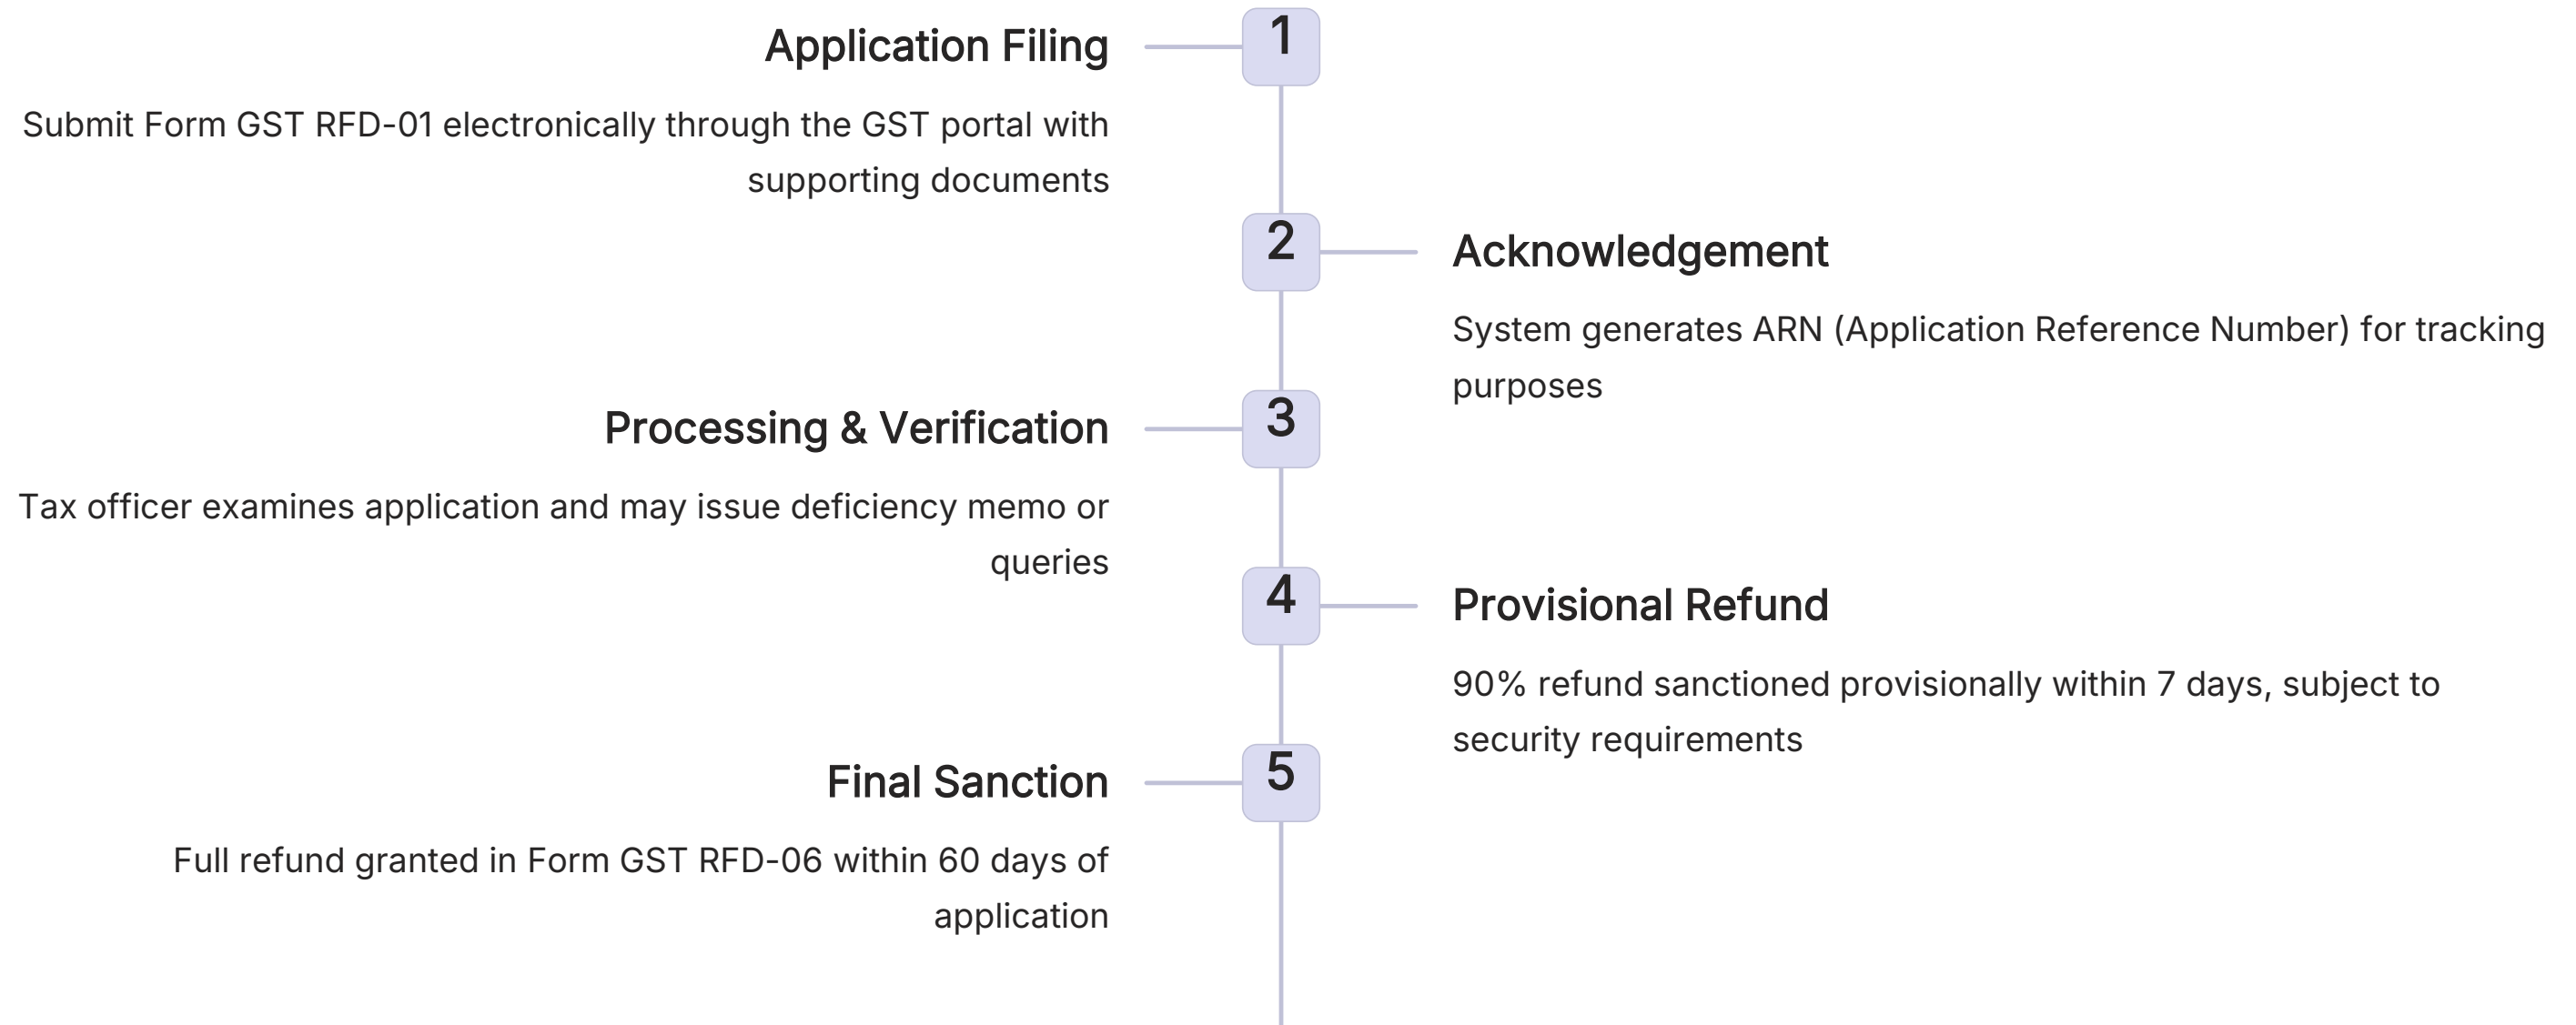 1
Application Filing
Submit Form GST RFD-01 electronically through the GST portal with
supporting documents
2
Acknowledgement
System generates ARN (Application Reference Number) for tracking
purposes
3
Processing & Verification
Tax officer examines application and may issue deficiency memo or
queries
4
Provisional Refund
90% refund sanctioned provisionally within 7 days, subject to
security requirements
5
Final Sanction
Full refund granted in Form GST RFD-06 within 60 days of
application